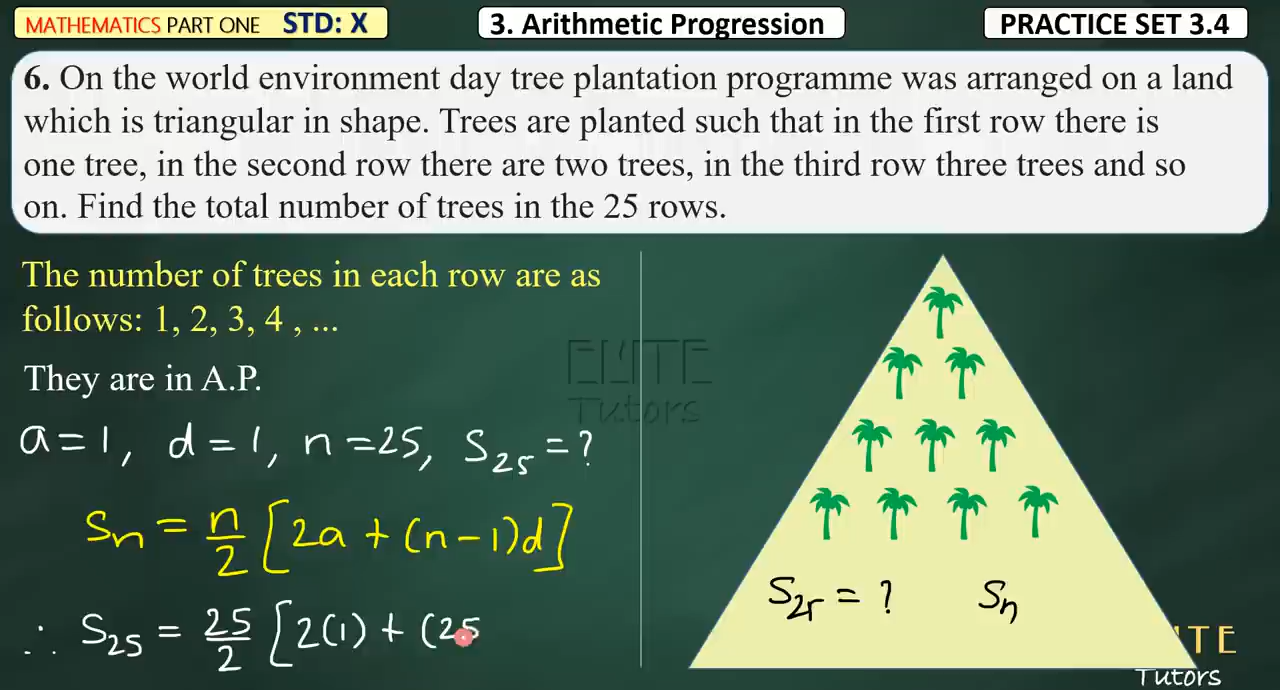 MATHEMATICS PART ONE STD: X
3. Arithmetic Progression
PRACTICE SET 3.4
6. On the world environment day tree plantation programme was arranged on a land
which is triangular in shape. Trees are planted such that in the first row there is
one tree, in the second row there are two trees, in the third row three trees and so
on. Find the total number of trees in the 25 rows.
The number of trees in each row are as
follows: 1, 2, 3, 4 , ...
They are in A.P.
a = 1, d = 1, n = 25, S₂₅ = ?
Sₙ = n/2 [2a + (n - 1)d]
∴ S₂₅ = 25/2 [2(1) + (25
S₂₅ = ? Sₙ
ELITE
Tutors
ITE
Tutors